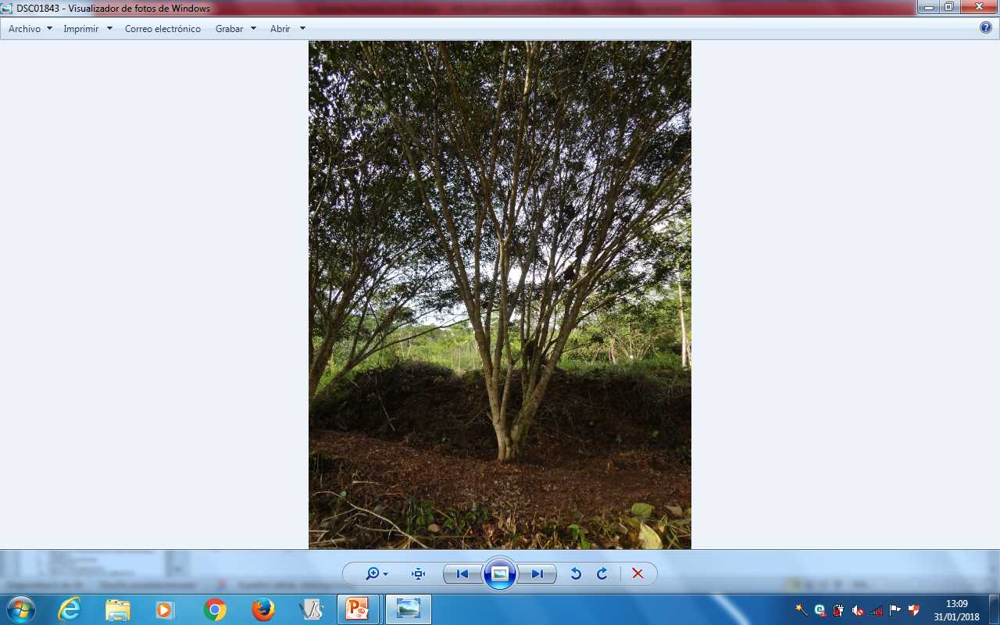 DSC01843 - Visualizador de fotos de Windows
Archivo Imprimir Correo electrónico Grabar Abrir
13:09
31/01/2018